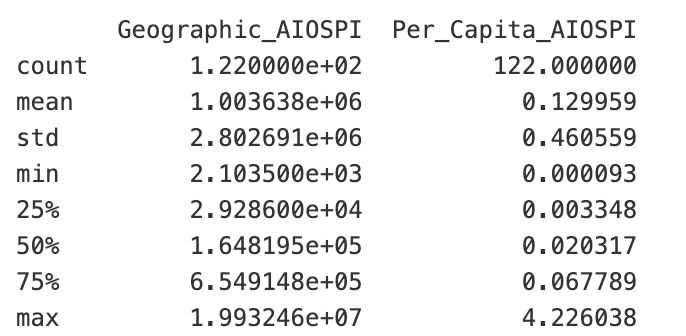 Geographic_AIOSPI Per_Capita_AIOSPI
count 1.220000e+02 122.000000
mean 1.003638e+06 0.129959
std 2.802691e+06 0.460559
min 2.103500e+03 0.000093
25% 2.928600e+04 0.003348
50% 1.648195e+05 0.020317
75% 6.549148e+05 0.067789
max 1.993246e+07 4.226038